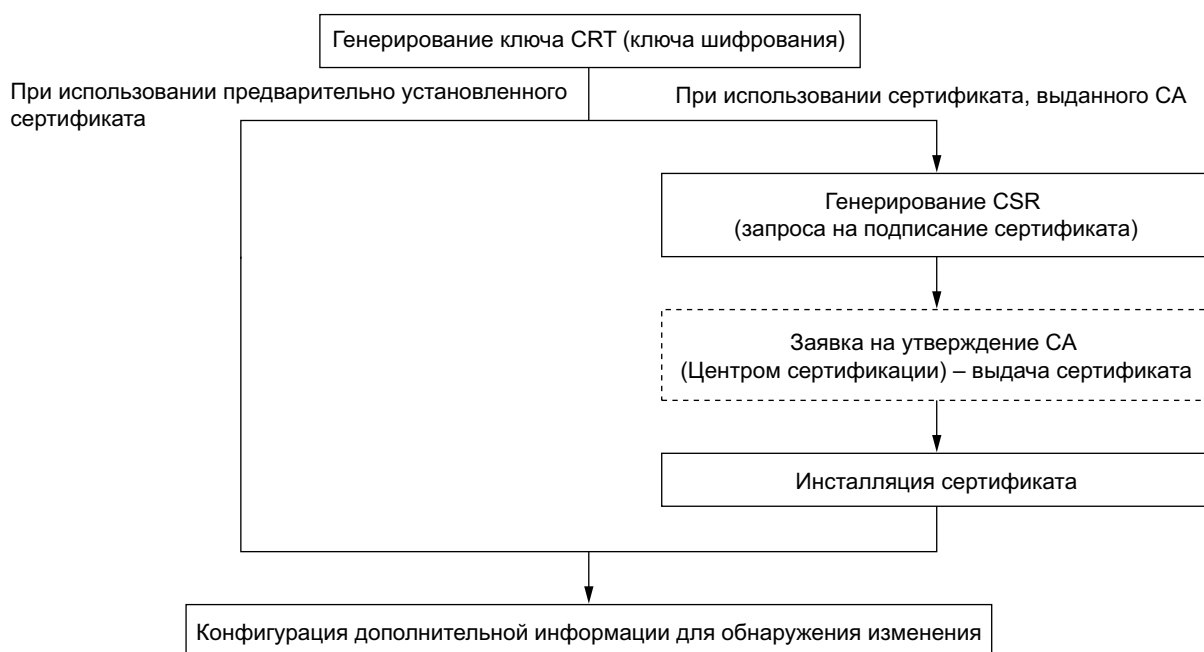 Генерирование ключа CRT (ключа шифрования)
При использовании предварительно установленного
сертификата
При использовании сертификата, выданного CA
Генерирование CSR
(запроса на подписание сертификата)
Заявка на утверждение CA
(Центром сертификации) – выдача сертификата
Инсталляция сертификата
Конфигурация дополнительной информации для обнаружения изменения